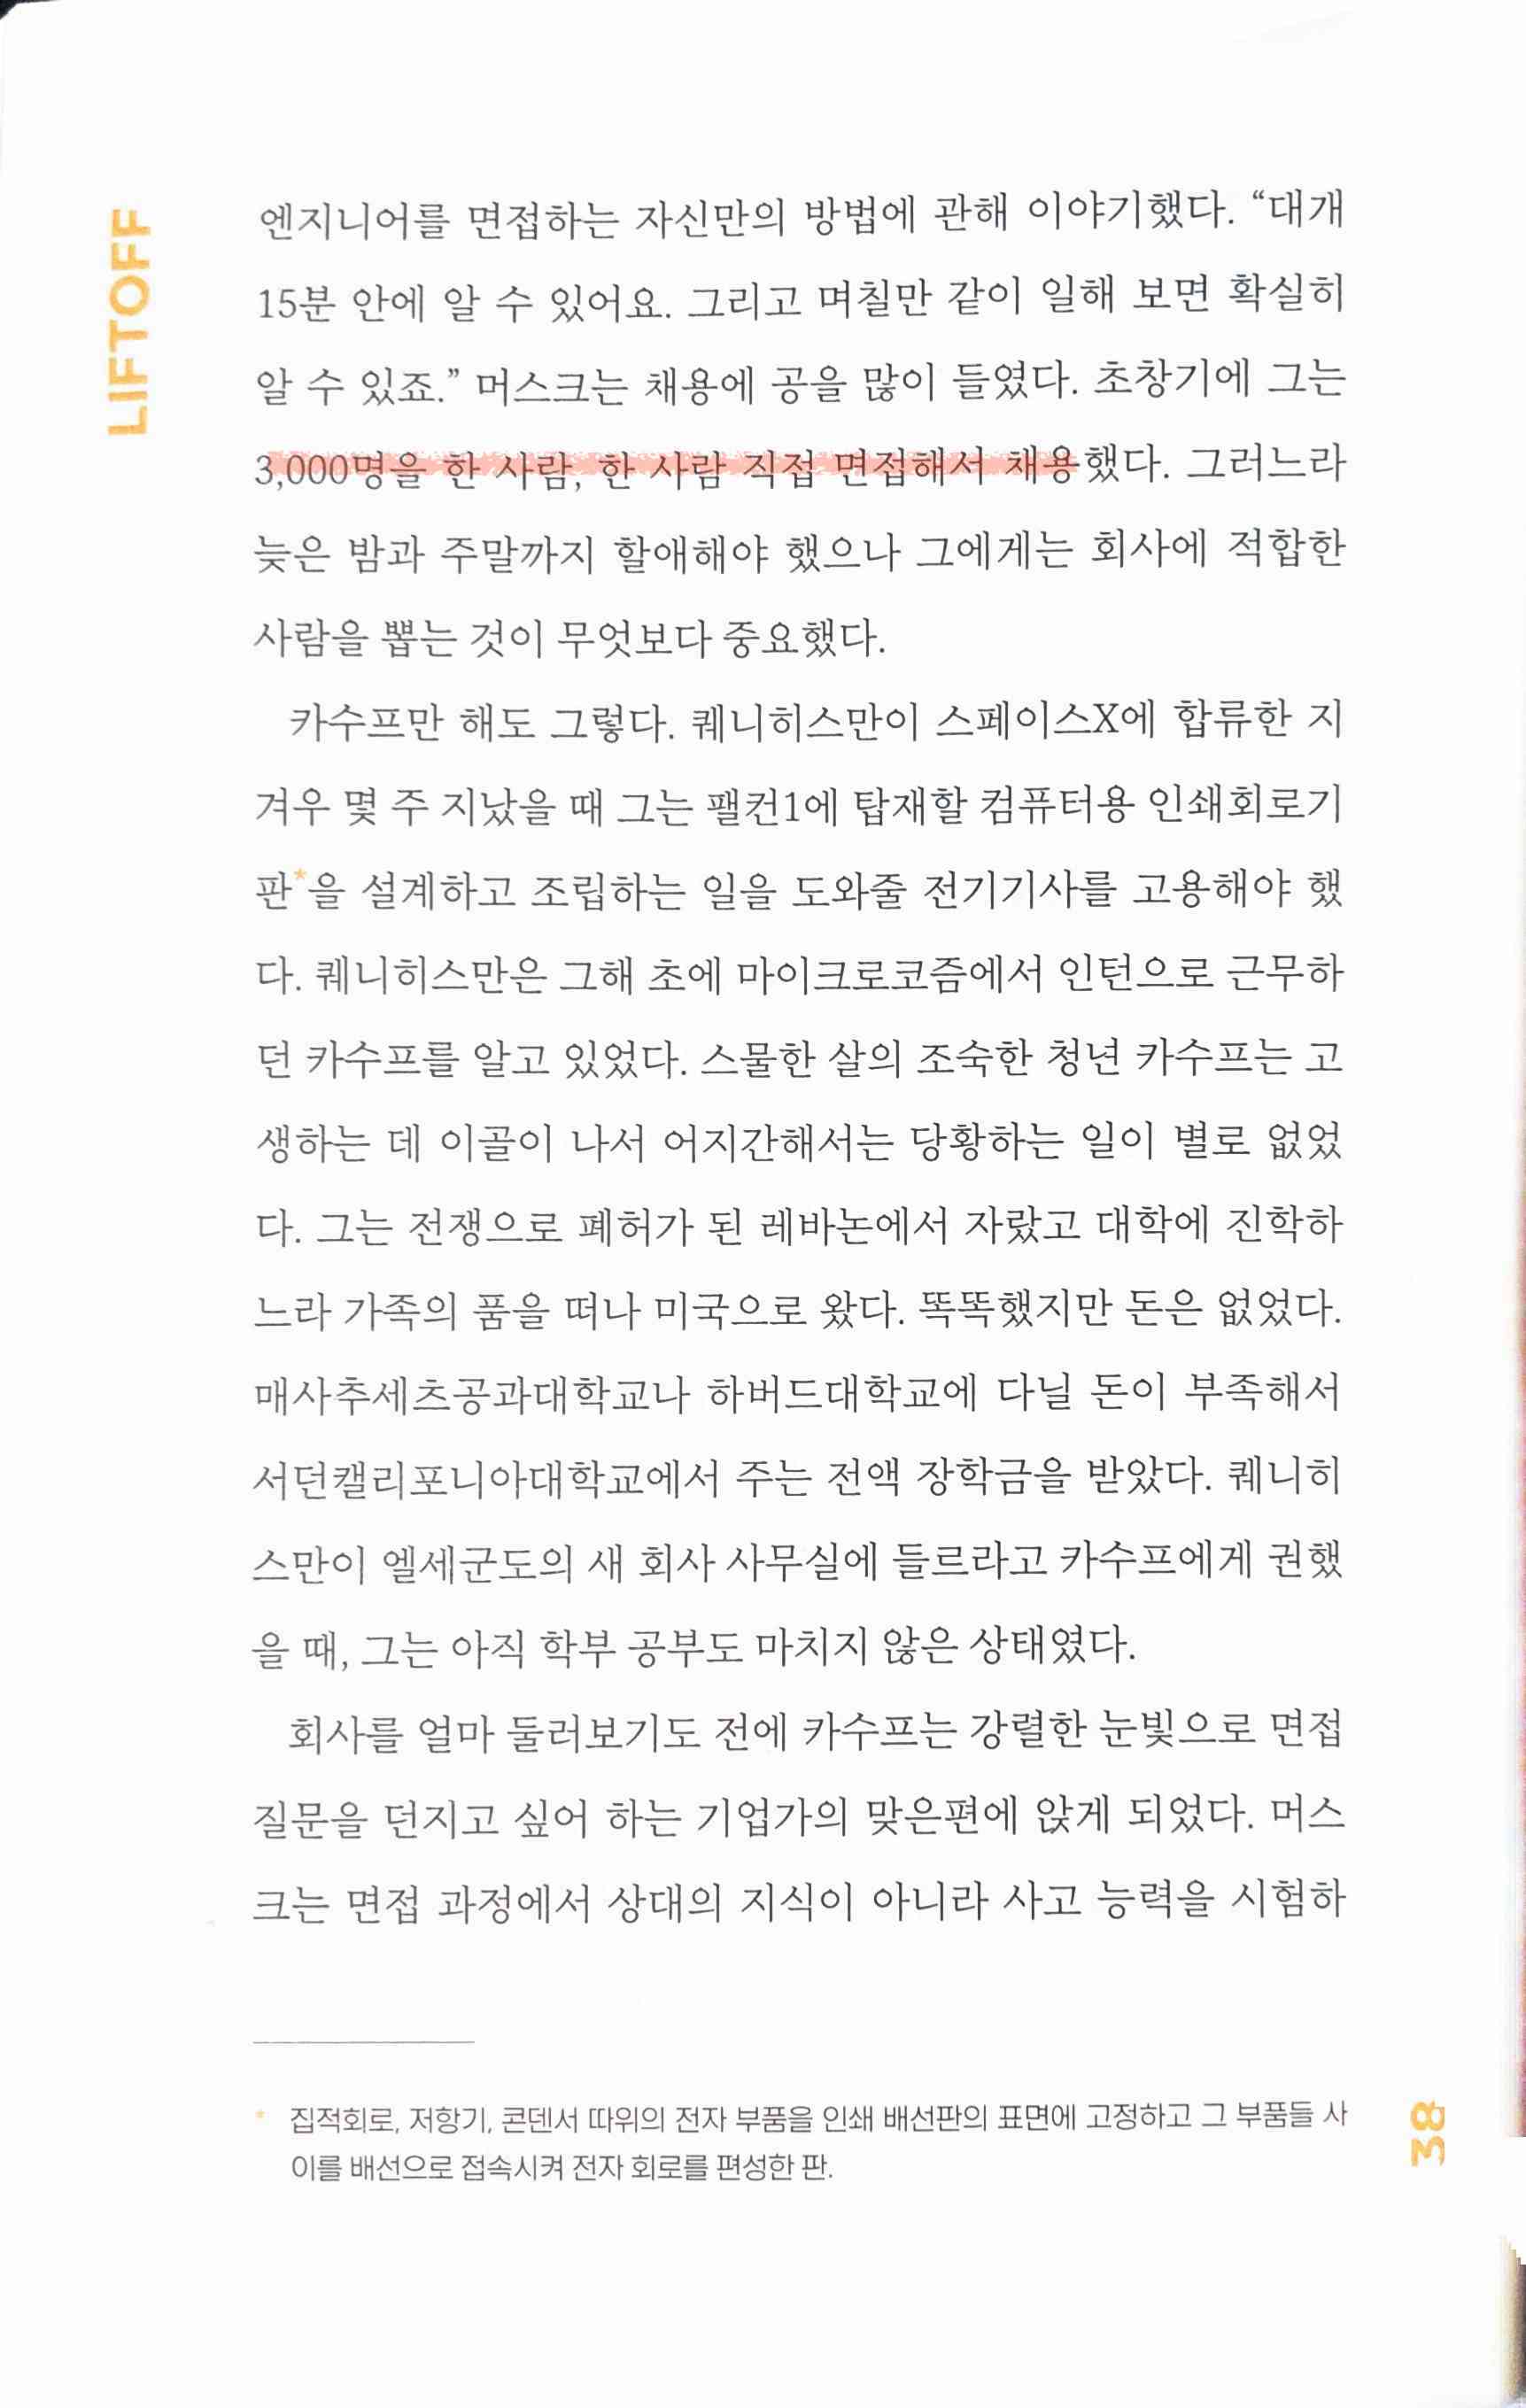 LIFTOFF
엔지니어를 면접하는 자신만의 방법에 관해 이야기했다. “대개
15분 안에 알 수 있어요. 그리고 며칠만 같이 일해 보면 확실히
알 수 있죠.” 머스크는 채용에 공을 많이 들였다. 초창기에 그는
3,000명을 한 사람, 한 사람 직접 면접해서 채용했다. 그러느라
늦은 밤과 주말까지 할애해야 했으나 그에게는 회사에 적합한
사람을 뽑는 것이 무엇보다 중요했다.
카수프만 해도 그렇다. 퀘니히스만이 스페이스X에 합류한 지
겨우 몇 주 지났을 때 그는 팰컨1에 탑재할 컴퓨터용 인쇄회로기
판*을 설계하고 조립하는 일을 도와줄 전기기사를 고용해야 했
다. 퀘니히스만은 그해 초에 마이크로코즘에서 인턴으로 근무하
던 카수프를 알고 있었다. 스물한 살의 조숙한 청년 카수프는 고
생하는 데 이골이 나서 어지간해서는 당황하는 일이 별로 없었
다. 그는 전쟁으로 폐허가 된 레바논에서 자랐고 대학에 진학하
느라 가족의 품을 떠나 미국으로 왔다. 똑똑했지만 돈은 없었다.
매사추세츠공과대학교나 하버드대학교에 다닐 돈이 부족해서
서던캘리포니아대학교에서 주는 전액 장학금을 받았다. 퀘니히
스만이 엘세군도의 새 회사 사무실에 들르라고 카수프에게 권했
을 때, 그는 아직 학부 공부도 마치지 않은 상태였다.
회사를 얼마 둘러보기도 전에 카수프는 강렬한 눈빛으로 면접
질문을 던지고 싶어 하는 기업가의 맞은편에 앉게 되었다. 머스
크는 면접 과정에서 상대의 지식이 아니라 사고 능력을 시험하
* 집적회로, 저항기, 콘덴서 따위의 전자 부품을 인쇄 배선판의 표면에 고정하고 그 부품들 사
이를 배선으로 접속시켜 전자 회로를 편성한 판.
38